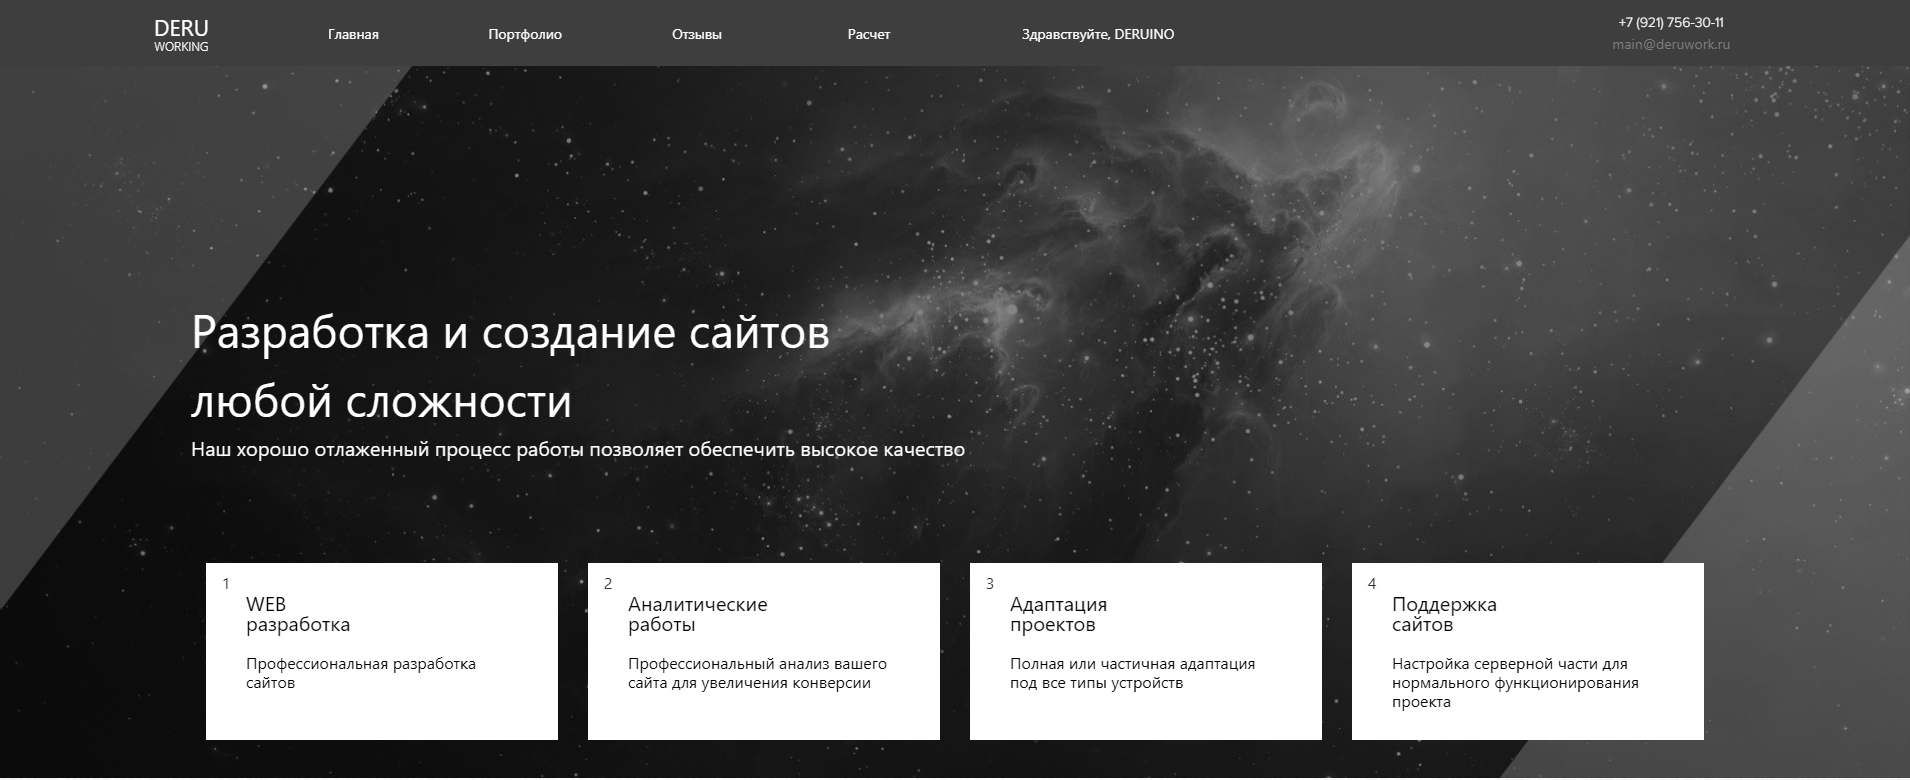 DERU
WORKING
Главная
Портфолио
Отзывы
Расчет
Здравствуйте, DERUINO
+7 (921) 756-30-11
main@deruwork.ru
Разработка и создание сайтов
любой сложности
Наш хорошо отлаженный процесс работы позволяет обеспечить высокое качество
1
WEB
разработка
Профессиональная разработка
сайтов
2
Аналитические
работы
Профессиональный анализ вашего
сайта для увеличения конверсии
3
Адаптация
проектов
Полная или частичная адаптация
под все типы устройств
4
Поддержка
сайтов
Настройка серверной части для
нормального функционирования
проекта